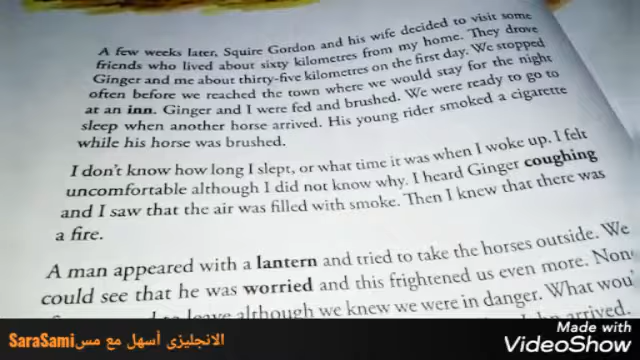 A few weeks later, Squire Gordon and his wife decided to visit some
friends who lived about sixty kilometres from my home. They drove
Ginger and me about thirty-five kilometres on the first day. We stopped
often before we reached the town where we would stay for the night
at an inn. Ginger and I were fed and brushed. We were ready to go to
sleep when another horse arrived. His young rider smoked a cigarette
while his horse was brushed.
I don't know how long I slept, or what time it was when I woke up. I felt
uncomfortable although I did not know why. I heard Ginger coughing
and I saw that the air was filled with smoke. Then I knew that there was
a fire.
A man appeared with a lantern and tried to take the horses outside. We
could see that he was worried and this frightened us even more. Non
leave although we knew we were in danger. What wou
arrived.
الانجليزى أسهل مع مس SaraSami
Made with
VideoShow